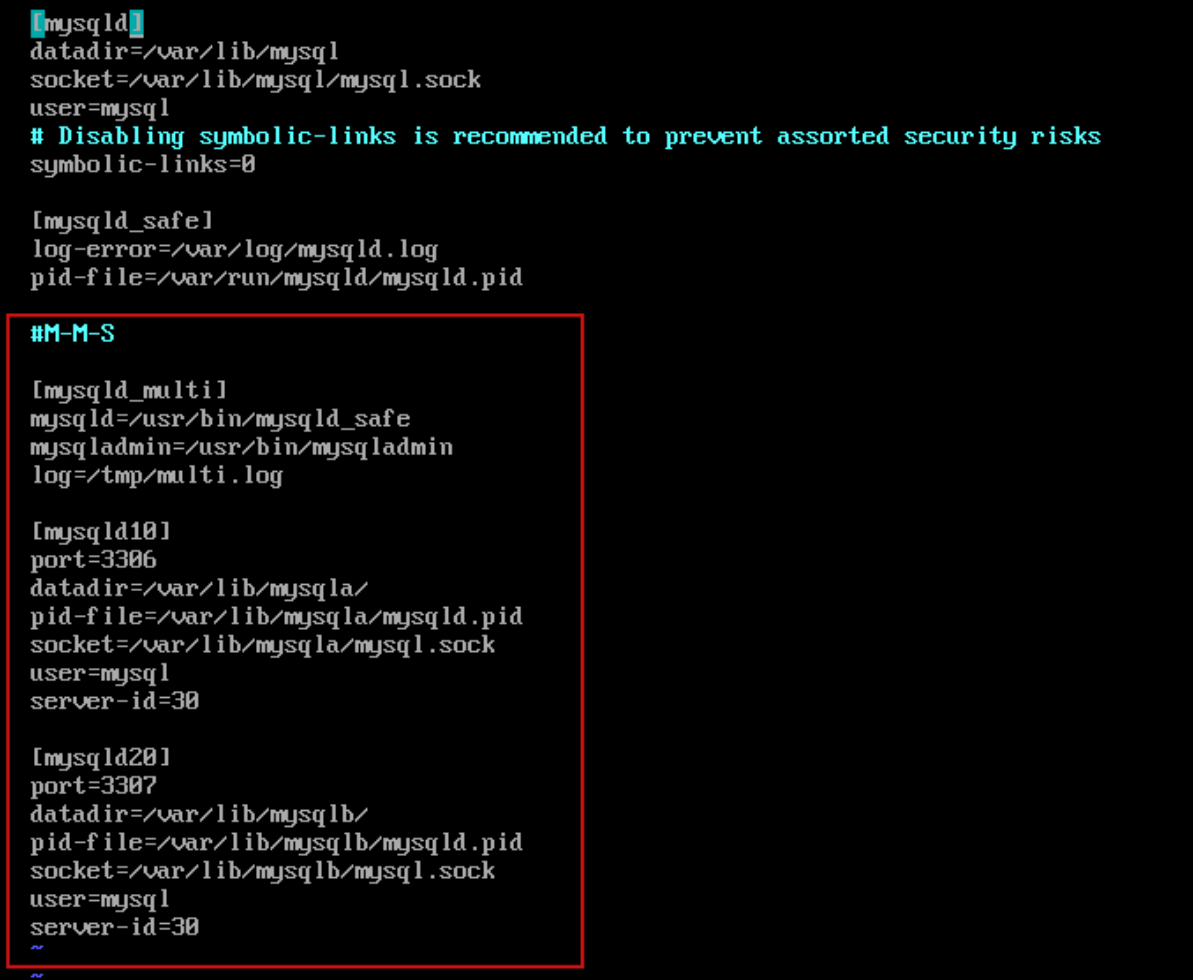 [mysqld]
datadir=/var/lib/mysql
socket=/var/lib/mysql/mysql.sock
user=mysql
# Disabling symbolic-links is recommended to prevent assorted security risks
symbolic-links=0
[mysqld_safe]
log-error=/var/log/mysqld.log
pid-file=/var/run/mysqld/mysqld.pid
#M-M-S
[mysqld_multi]
mysqld=/usr/bin/mysqld_safe
mysqladmin=/usr/bin/mysqladmin
log=/tmp/multi.log
[mysqld10]
port=3306
datadir=/var/lib/mysqla/
pid-file=/var/lib/mysqla/mysqld.pid
socket=/var/lib/mysqla/mysql.sock
user=mysql
server-id=30
[mysqld20]
port=3307
datadir=/var/lib/mysqlb/
pid-file=/var/lib/mysqlb/mysqld.pid
socket=/var/lib/mysqlb/mysql.sock
user=mysql
server-id=30
~
~